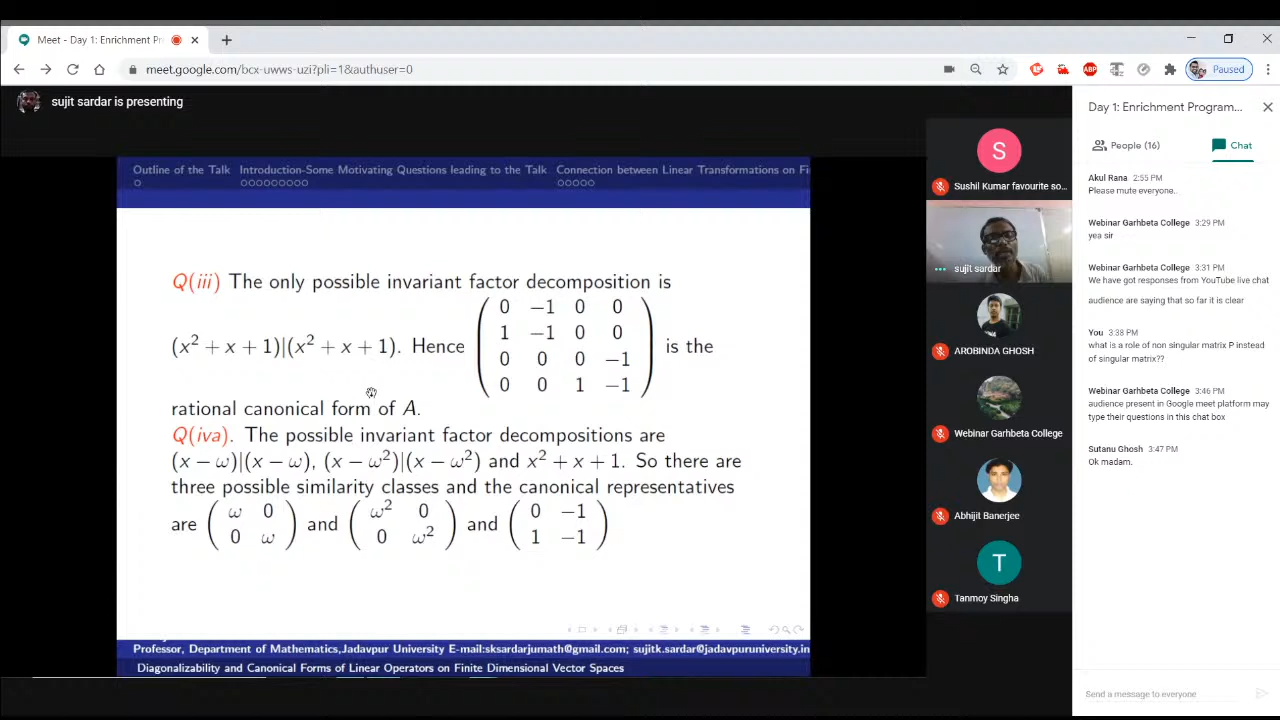 Meet - Day 1: Enrichment Pr
meet.google.com/bcx-uwws-uzi?pli=1&authuser=0
ABP
Paused
sujit sardar is presenting
Outline of the Talk Introduction-Some Motivating Questions leading to the Talk Connection between Linear Transformations on Fi
Q(iii) The only possible invariant factor decomposition is
(x² + x + 1)|(x² + x + 1). Hence
0 −1 0 0
1 −1 0 0
0 0 0 −1
0 0 1 −1
is the
rational canonical form of A.
Q(iva). The possible invariant factor decompositions are
(x − ω)|(x − ω), (x − ω²)|(x − ω²) and x² + x + 1. So there are
three possible similarity classes and the canonical representatives
are
ω 0
0 ω
and
ω² 0
0 ω²
and
0 −1
1 −1
Professor, Department of Mathematics,Jadavpur University E-mail:sksardarjumath@gmail.com; sujitk.sardar@jadavpuruniversity.in
Diagonalizability and Canonical Forms of Linear Operators on Finite Dimensional Vector Spaces
S
Sushil Kumar favourite so...
sujit sardar
AROBINDA GHOSH
Webinar Garhbeta College
Abhijit Banerjee
T
Tanmoy Singha
Day 1: Enrichment Program...
People (16)
Chat
Akul Rana 2:55 PM
Please mute everyone..
Webinar Garhbeta College 3:29 PM
yea sir
Webinar Garhbeta College 3:31 PM
We have got responses from YouTube live chat
audience are saying that so far it is clear
You 3:38 PM
what is a role of non singular matrix P instead
of singular matrix??
Webinar Garhbeta College 3:46 PM
audience present in Google meet platform may
type their questions in this chat box
Sutanu Ghosh 3:47 PM
Ok madam.
Send a message to everyone